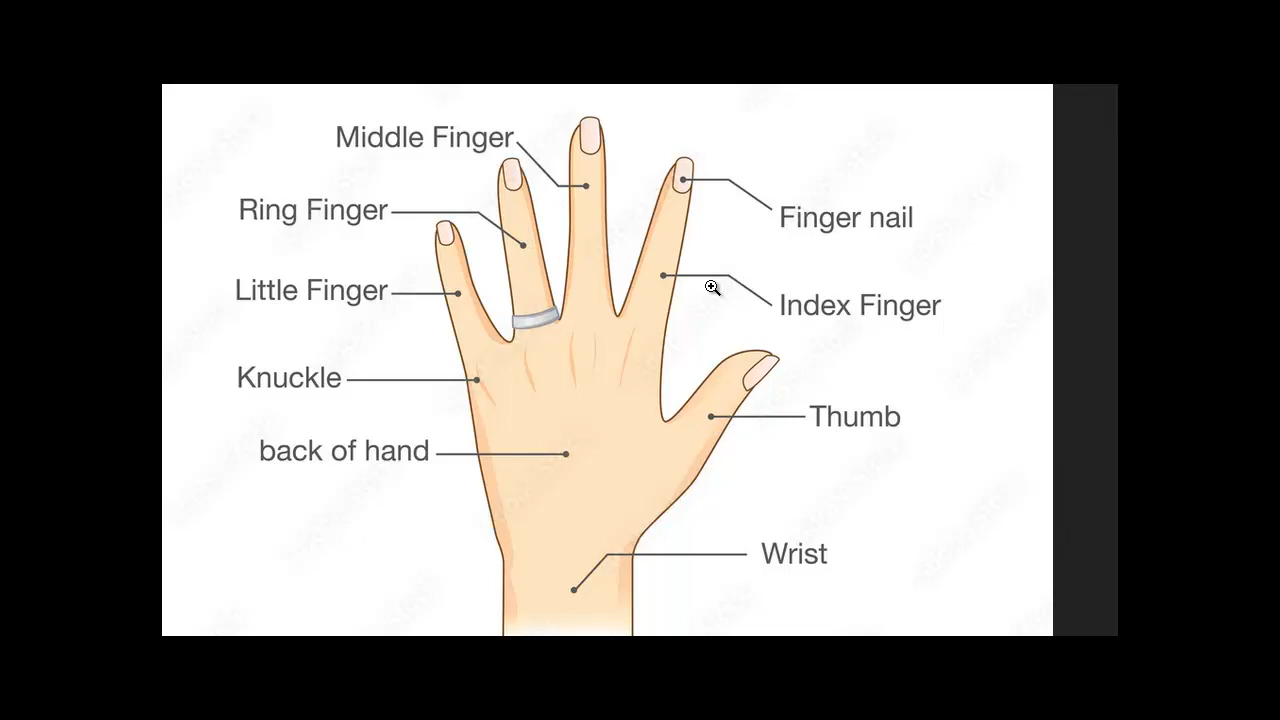 Middle Finger
Ring Finger
Finger nail
Little Finger
Index Finger
Knuckle
Thumb
back of hand
Wrist